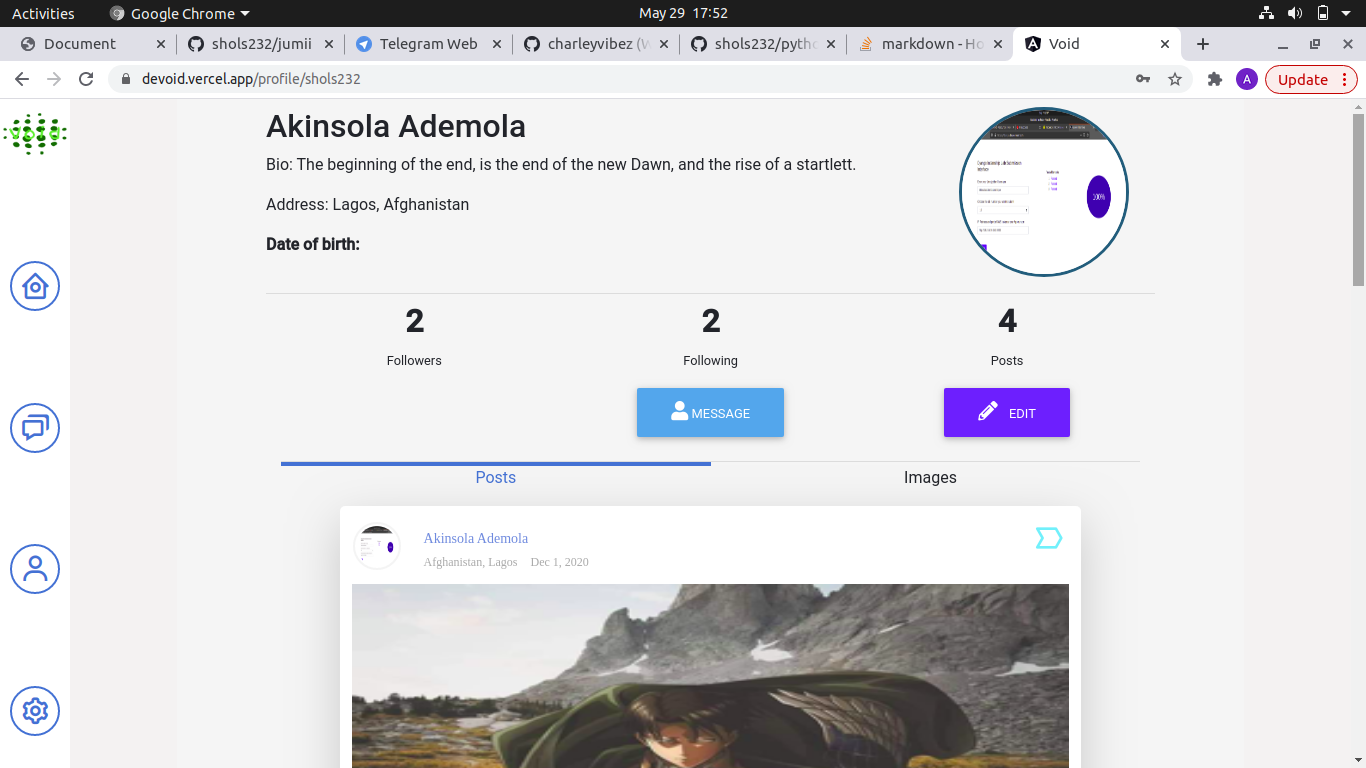 Activities
Google Chrome
May 29 17:52
Document
shols232/jumii
Telegram Web
charleyvibez (W
shols232/pytho
markdown - Ho
Void
devoid.vercel.app/profile/shols232
A
Update
void
Akinsola Ademola
Bio: The beginning of the end, is the end of the new Dawn, and the rise of a startlett.
Address: Lagos, Afghanistan
Date of birth:
100%
2
Followers
2
Following
4
Posts
MESSAGE
EDIT
Posts
Images
Akinsola Ademola
Afghanistan, Lagos Dec 1, 2020